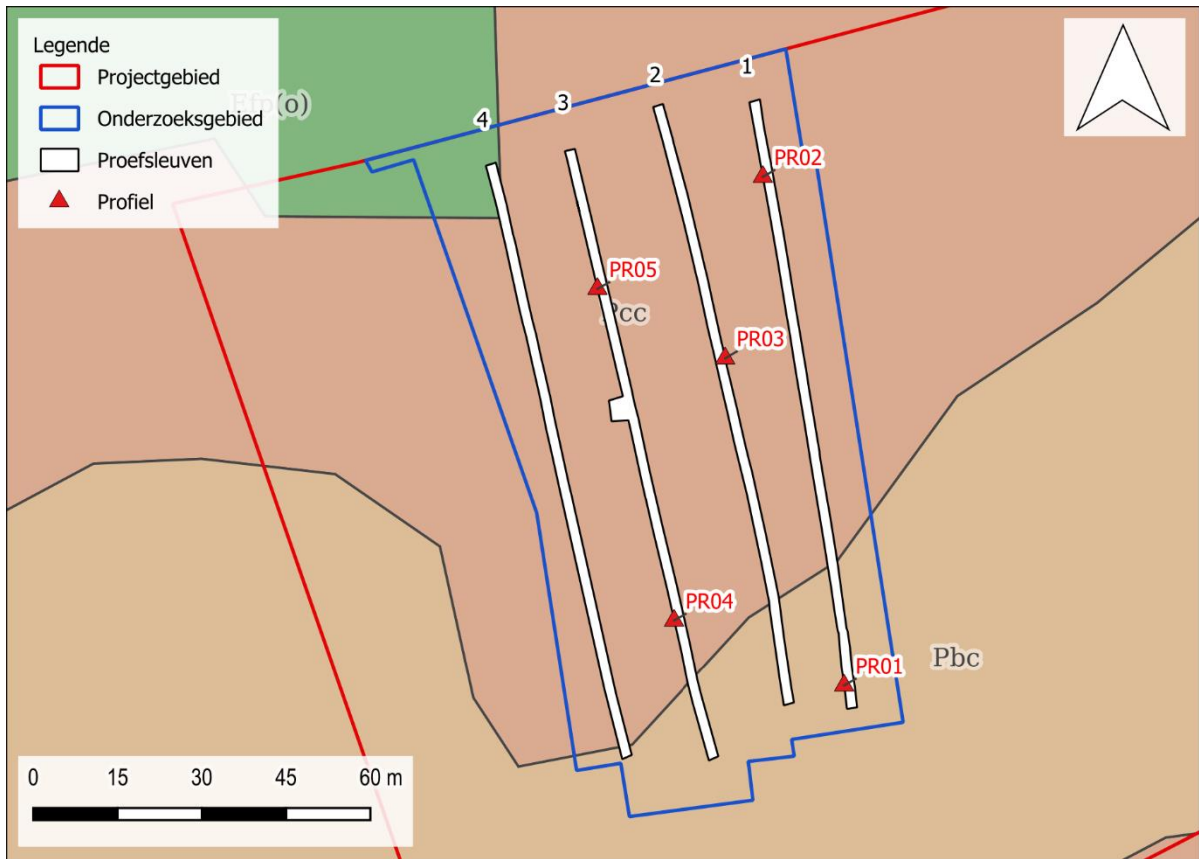 Legende
Projectgebied
Onderzoeksgebied
Proefsleuven
Profiel
Efp(o)
4
3
2
1
PR02
PR05
Pcc
PR03
PR04
PR01
Pbc
0 15 30 45 60 m